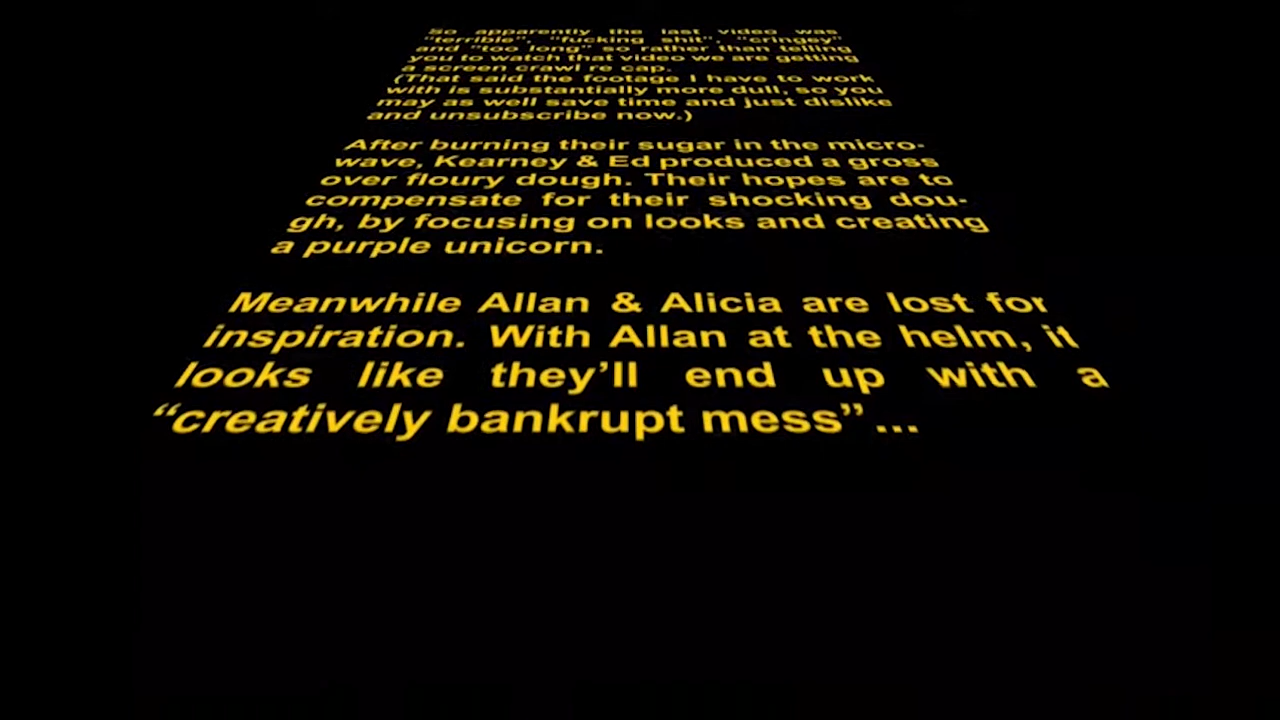 So apparently the last video was
"terrible", "fucking shit", "cringey"
and "too long" so rather than telling
you to watch that video we are getting
a screen crawl re cap.
(That said the footage I have to work
with is substantially more dull, so you
may as well save time and just dislike
and unsubscribe now.)
After burning their sugar in the micro-
wave, Kearney & Ed produced a gross
over floury dough. Their hopes are to
compensate for their shocking dou-
gh, by focusing on looks and creating
a purple unicorn.
Meanwhile Allan & Alicia are lost for
inspiration. With Allan at the helm, it
looks like they’ll end up with a
“creatively bankrupt mess”...